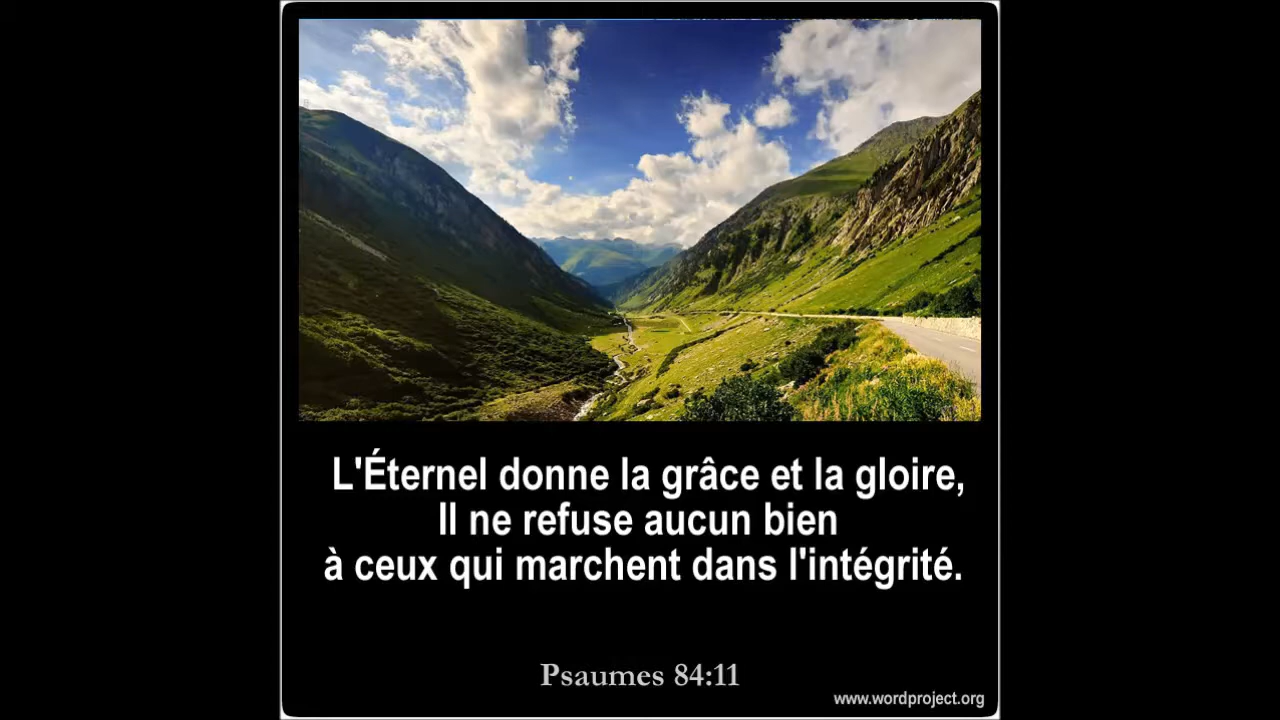 L'Éternel donne la grâce et la gloire,
Il ne refuse aucun bien
à ceux qui marchent dans l'intégrité.
Psaumes 84:11
www.wordproject.org